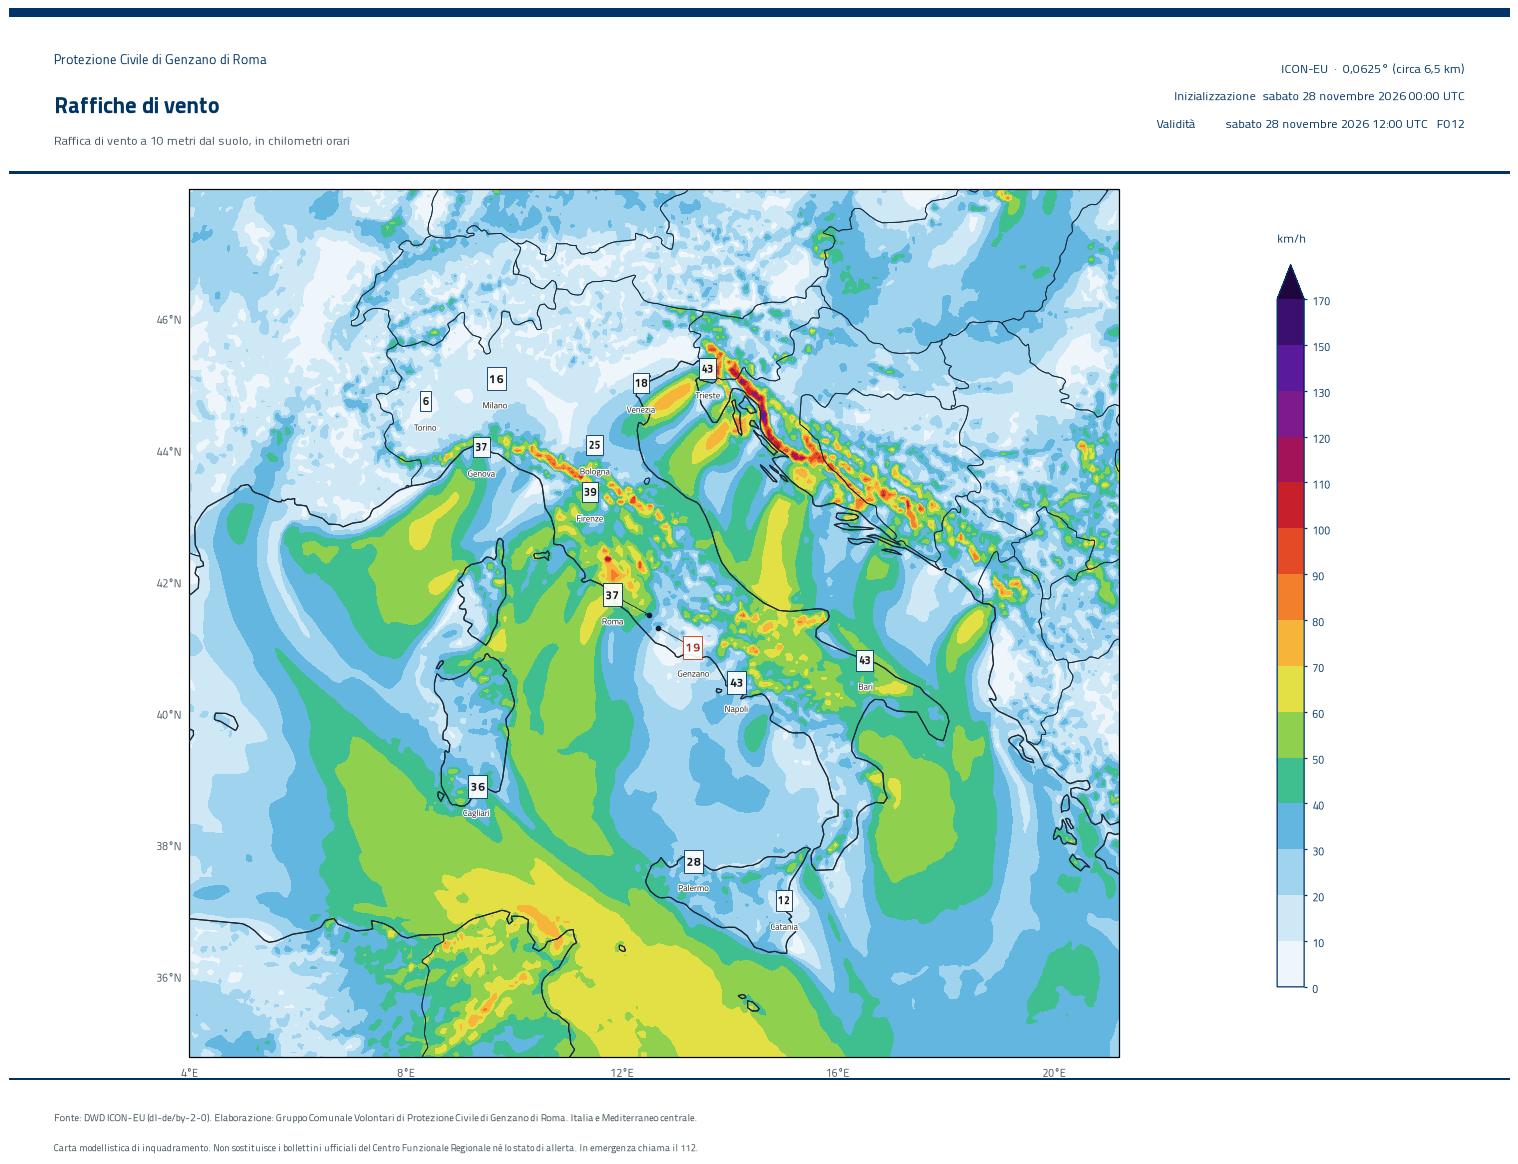 Protezione Civile di Genzano di Roma
Raffiche di vento
Raffica di vento a 10 metri dal suolo, in chilometri orari
ICON-EU · 0,0625° (circa 6,5 km)
Inizializzazione sabato 28 novembre 2026 00:00 UTC
Validità sabato 28 novembre 2026 12:00 UTC F012
km/h
170
150
130
120
110
100
90
80
70
60
50
40
30
20
10
0
46°N
44°N
42°N
40°N
38°N
36°N
4°E
8°E
12°E
16°E
20°E
43
Trieste
16
Milano
18
Venezia
6
Torino
37
Genova
25
Bologna
39
Firenze
37
Roma
19
Genzano
43
Bari
43
Napoli
36
Cagliari
28
Palermo
12
Catania
Fonte: DWD ICON-EU (dl-de/by-2-0). Elaborazione: Gruppo Comunale Volontari di Protezione Civile di Genzano di Roma. Italia e Mediterraneo centrale.
Carta modellistica di inquadramento. Non sostituisce i bollettini ufficiali del Centro Funzionale Regionale né lo stato di allerta. In emergenza chiama il 112.